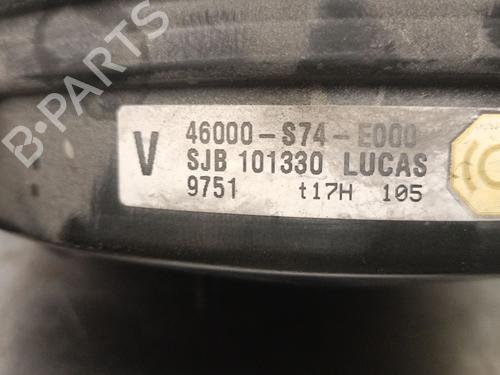 B-PARTS
V 46000-S74-E000
SJB 101330 LUCAS
9751 t17H 105